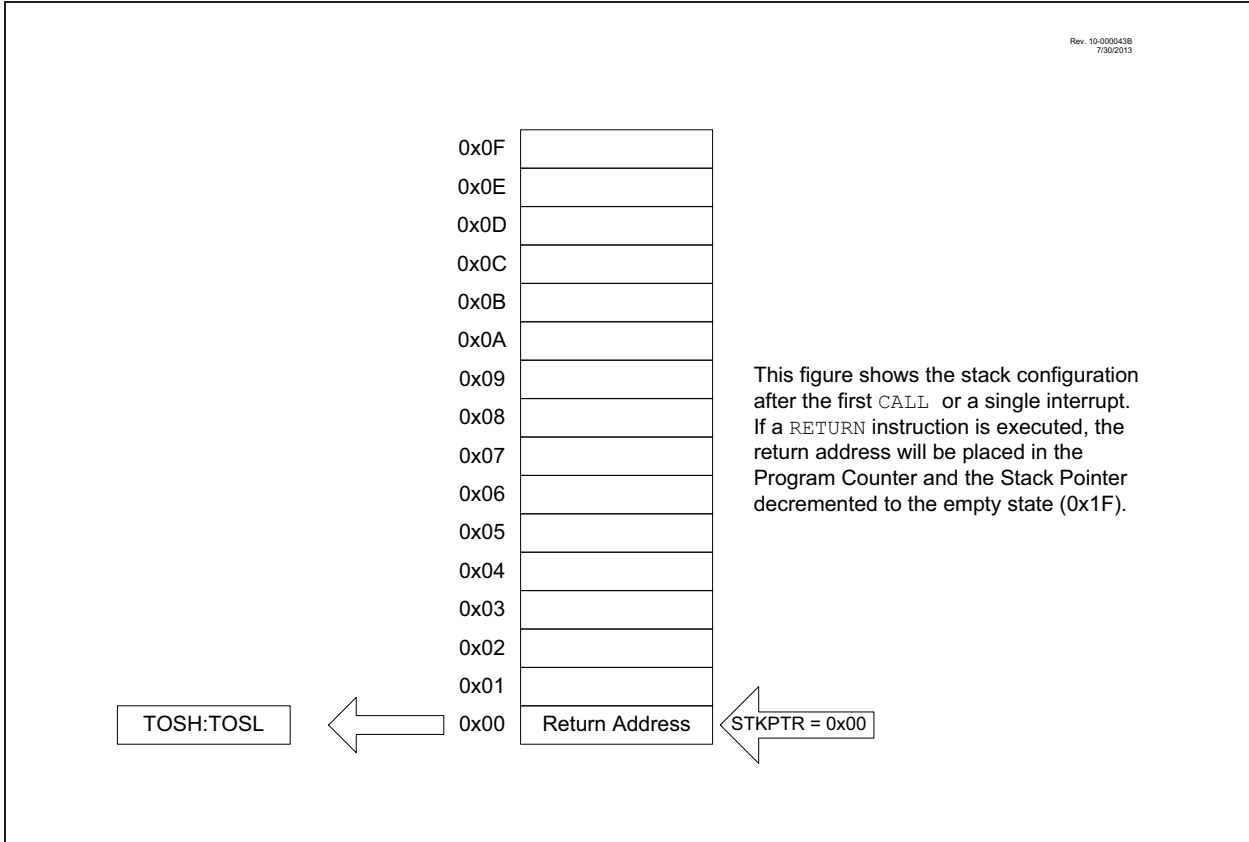 Rev. 10-000043B
7/30/2013
0x0F
0x0E
0x0D
0x0C
0x0B
0x0A
0x09
0x08
0x07
0x06
0x05
0x04
0x03
0x02
0x01
This figure shows the stack configuration
after the first CALL or a single interrupt.
If a RETURN instruction is executed, the
return address will be placed in the
Program Counter and the Stack Pointer
decremented to the empty state (0x1F).
TOSH:TOSL
0x00
Return Address
STKPTR = 0x00